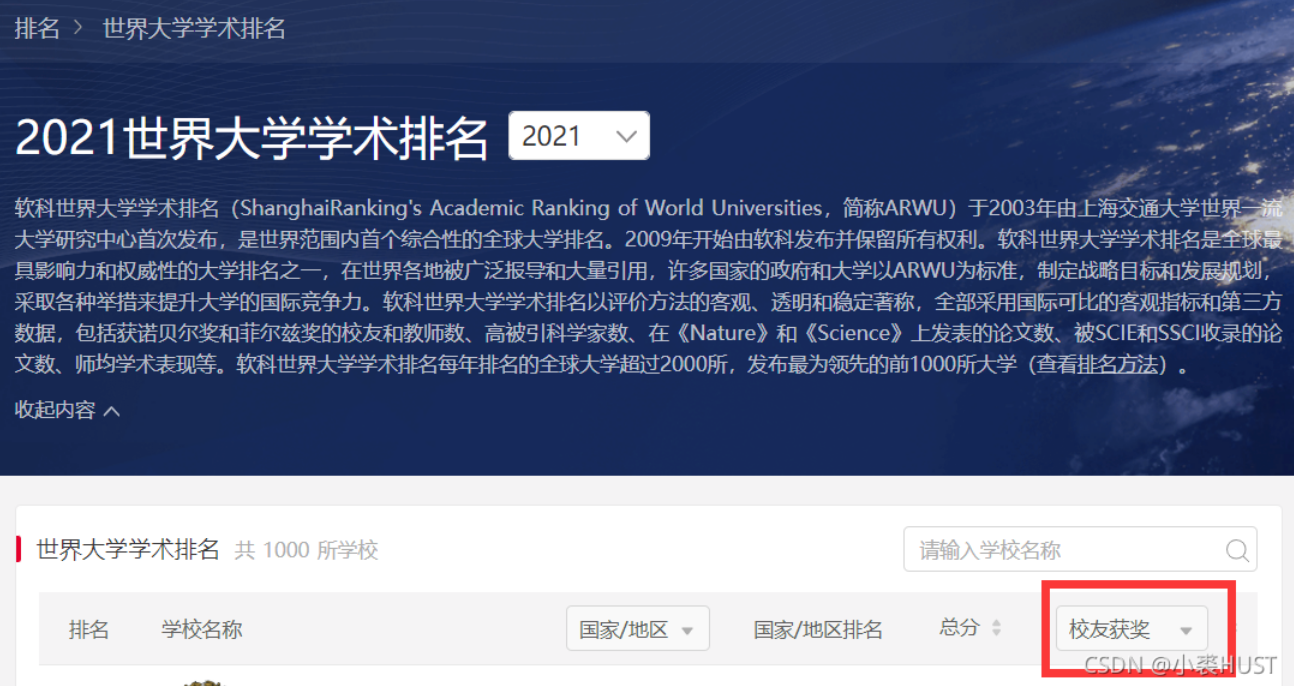 排名 > 世界大学学术排名
2021世界大学学术排名 2021
软科世界大学学术排名（ShanghaiRanking's Academic Ranking of World Universities，简称ARWU）于2003年由上海交通大学世界一流
大学研究中心首次发布，是世界范围内首个综合性的全球大学排名。2009年开始由软科发布并保留所有权利。软科世界大学学术排名是全球最
具影响力和权威性的大学排名之一，在世界各地被广泛报导和大量引用，许多国家的政府和大学以ARWU为标准，制定战略目标和发展规划，
采取各种举措来提升大学的国际竞争力。软科世界大学学术排名以评价方法的客观、透明和稳定著称，全部采用国际可比的客观指标和第三方
数据，包括获诺贝尔奖和菲尔兹奖的校友和教师数、高被引科学家数、在《Nature》和《Science》上发表的论文数、被SCIE和SSCI收录的论
文数、师均学术表现等。软科世界大学学术排名每年排名的全球大学超过2000所，发布最为领先的前1000所大学（查看排名方法）。
收起内容
世界大学学术排名 共 1000 所学校 请输入学校名称
排名 学校名称 国家/地区 国家/地区排名 总分 校友获奖
CSDN @小裘HUST